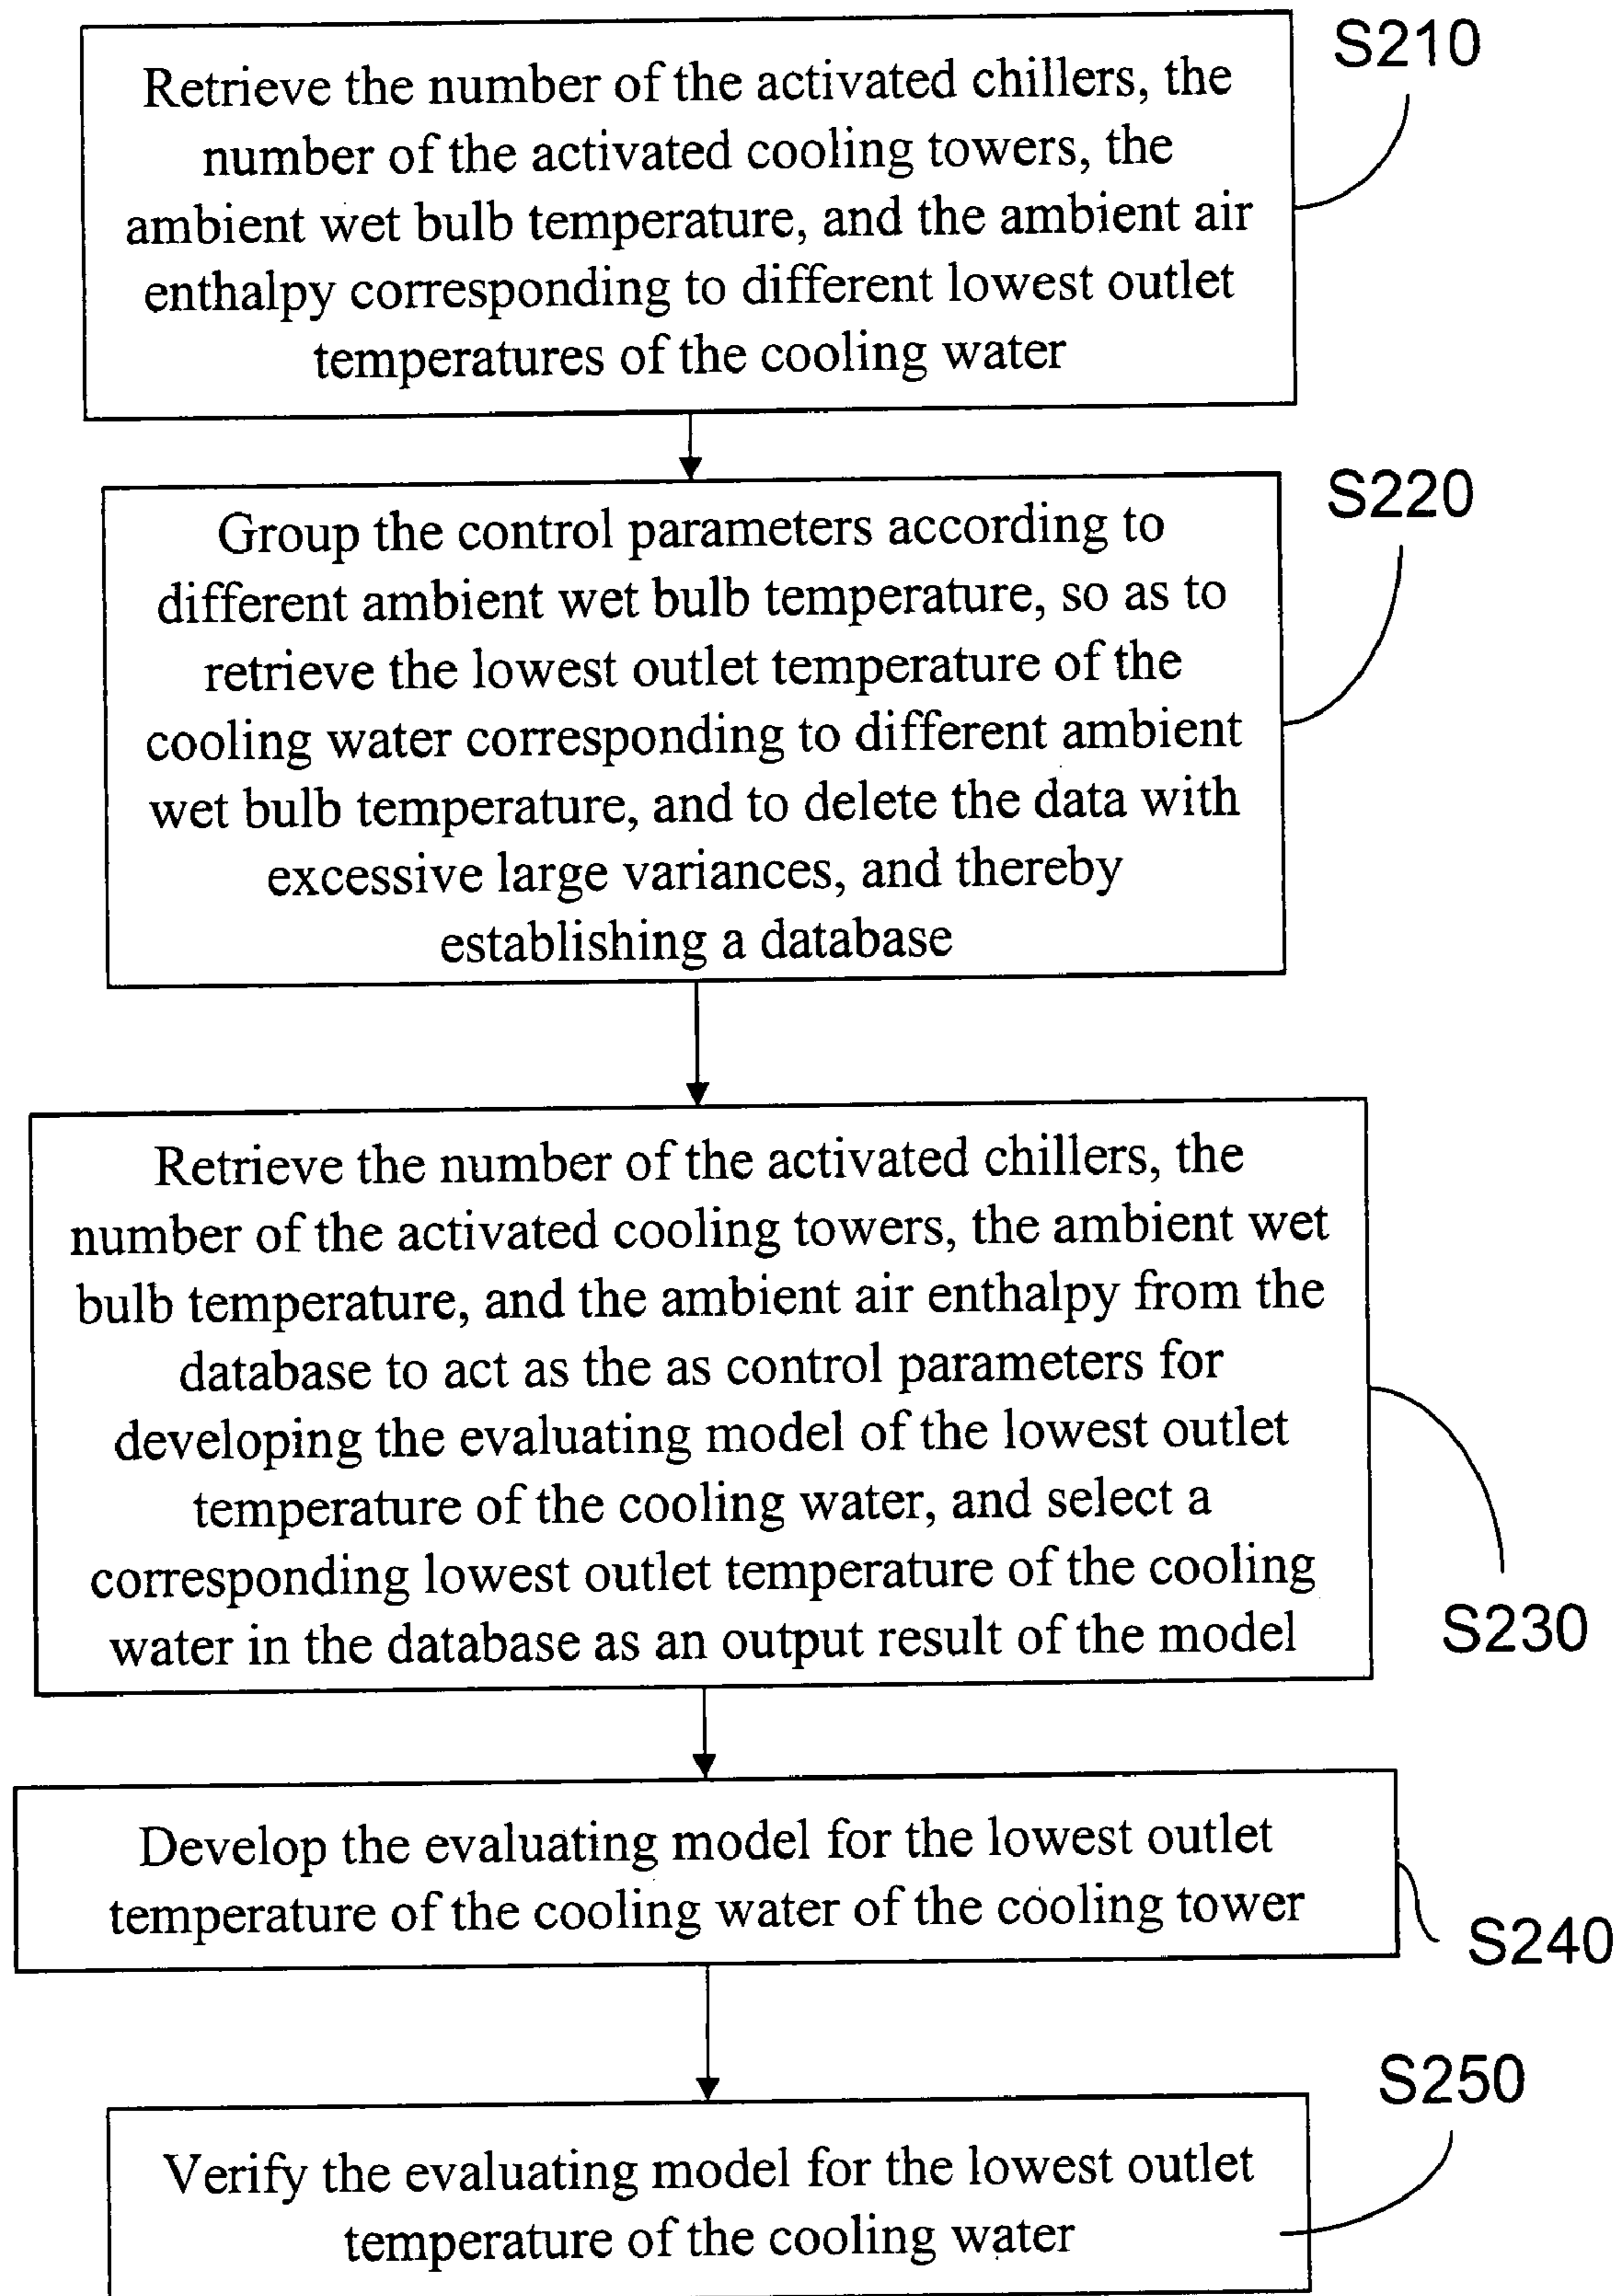 Retrieve the number of the activated chillers, the
number of the activated cooling towers, the
ambient wet bulb temperature, and the ambient air
enthalpy corresponding to different lowest outlet
temperatures of the cooling water
S210
Group the control parameters according to
different ambient wet bulb temperature, so as to
retrieve the lowest outlet temperature of the
cooling water corresponding to different ambient
wet bulb temperature, and to delete the data with
excessive large variances, and thereby
establishing a database
S220
Retrieve the number of the activated chillers, the
number of the activated cooling towers, the ambient wet
bulb temperature, and the ambient air enthalpy from the
database to act as the as control parameters for
developing the evaluating model of the lowest outlet
temperature of the cooling water, and select a
corresponding lowest outlet temperature of the cooling
water in the database as an output result of the model
S230
Develop the evaluating model for the lowest outlet
temperature of the cooling water of the cooling tower
S240
Verify the evaluating model for the lowest outlet
temperature of the cooling water
S250